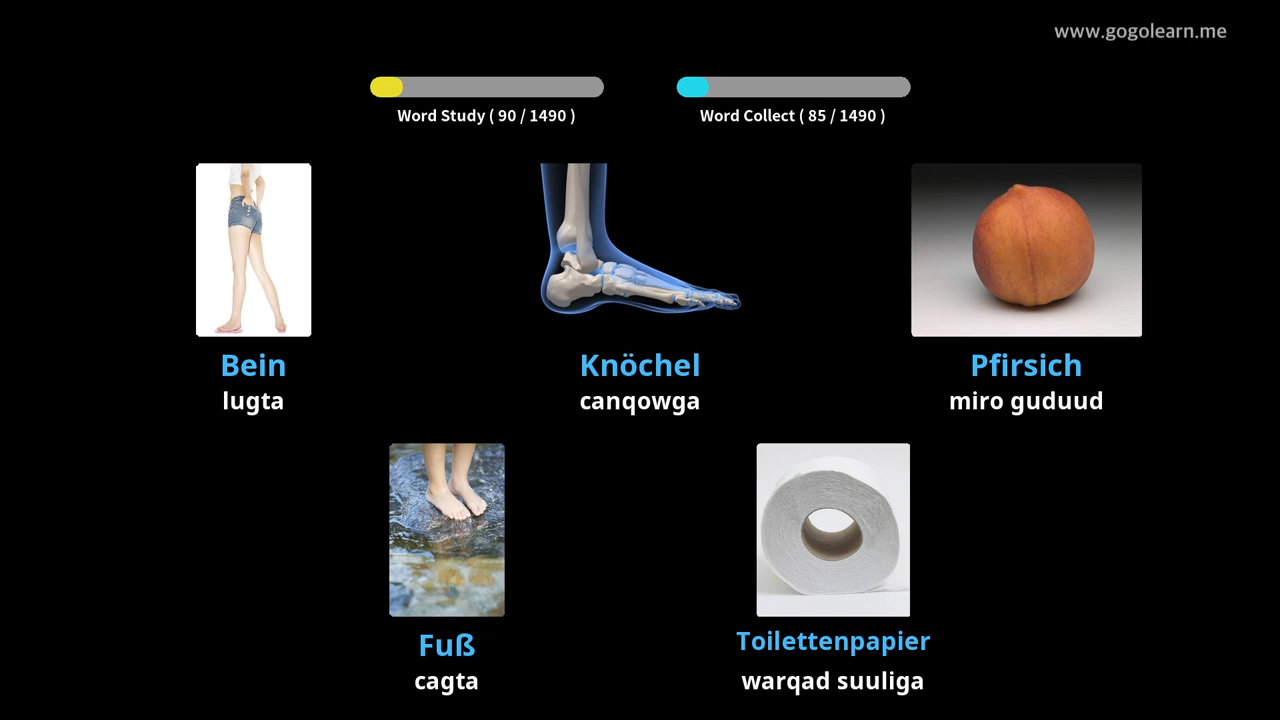 www.gogolearn.me
Word Study ( 90 / 1490 )
Word Collect ( 85 / 1490 )
Bein
lugta
Knöchel
canqowga
Pfirsich
miro guduud
Fuß
cagta
Toilettenpapier
warqad suuliga